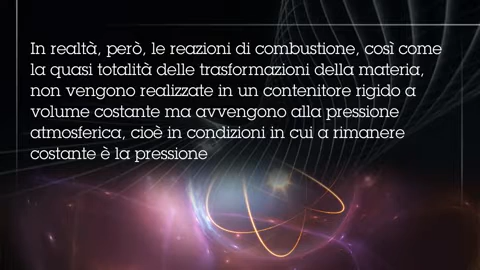 In realtà, però, le reazioni di combustione, così come
la quasi totalità delle trasformazioni della materia,
non vengono realizzate in un contenitore rigido a
volume costante ma avvengono alla pressione
atmosferica, cioè in condizioni in cui a rimanere
costante è la pressione